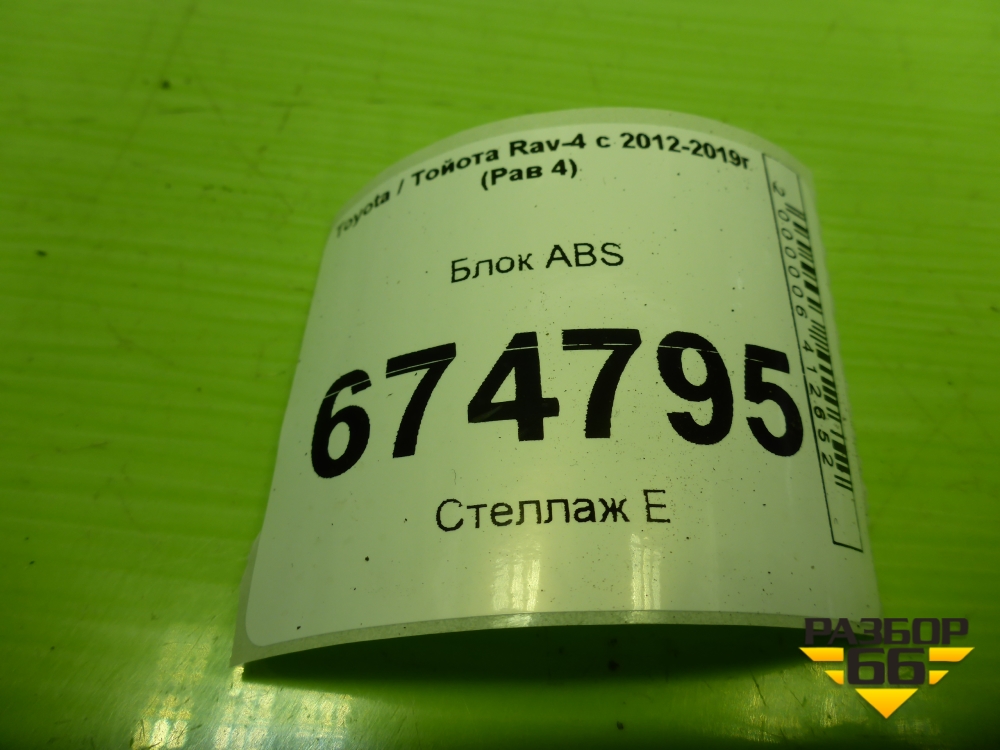 Toyota / Тойота Rav-4 с 2012-2019г
(Рав 4)
Блок ABS
674795
Стеллаж Е
2000006412652
РАЗБОР
66